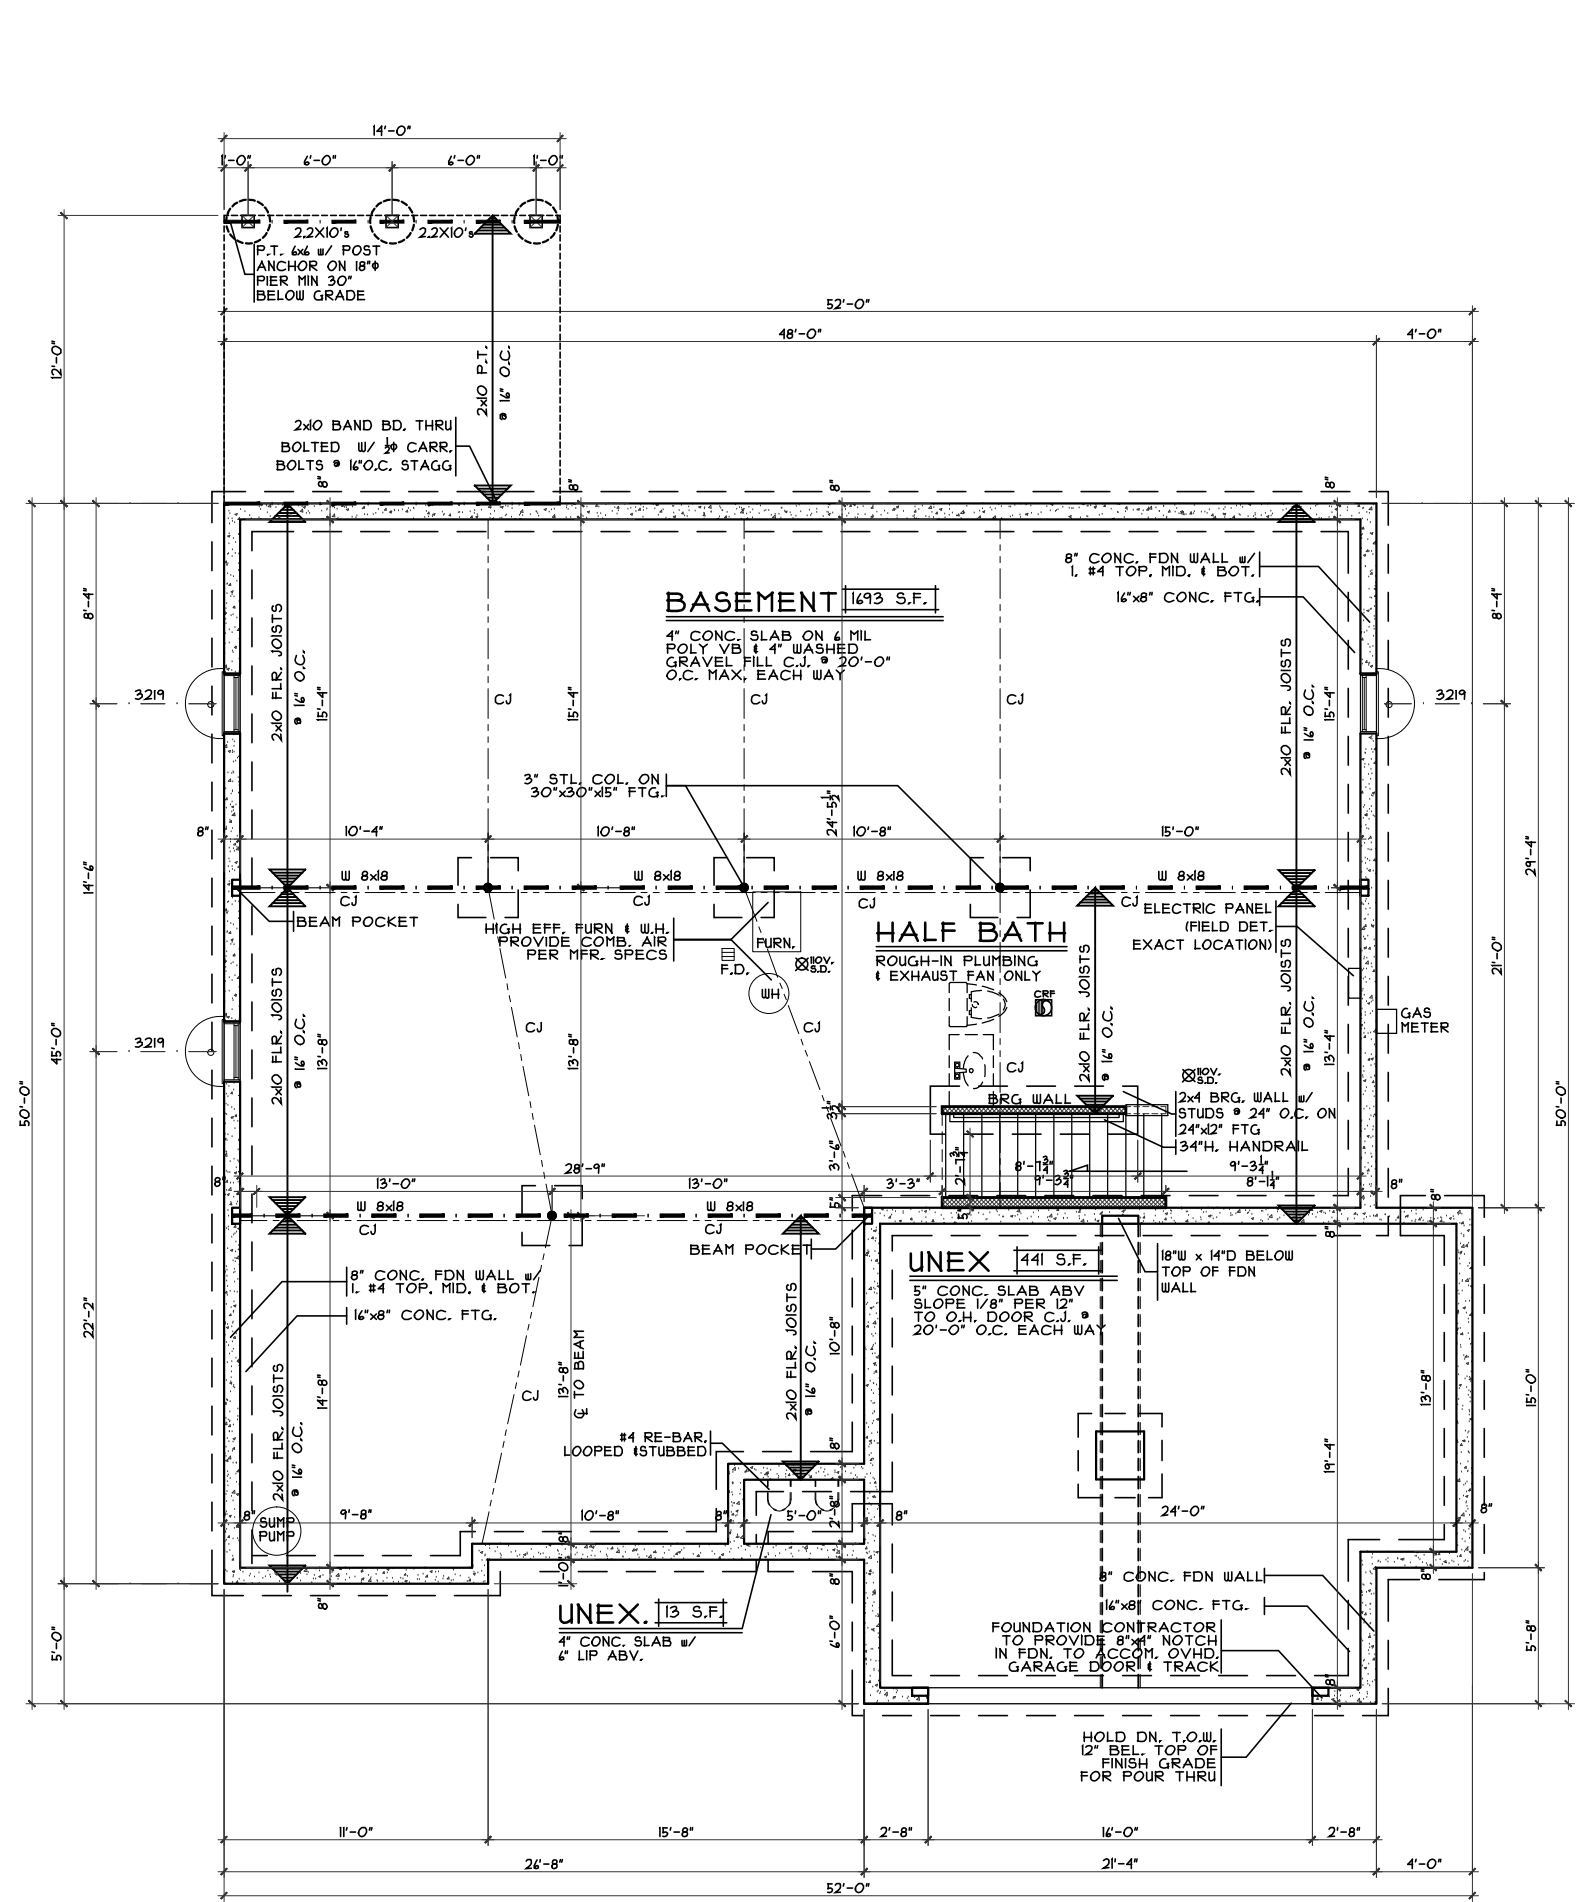 14'-0"
1'-0" 6'-0" 6'-0" 1'-0"
2.2X10's 2.2X10's
P.T. 6x6 w/ POST
ANCHOR ON 18"Φ
PIER MIN 30"
BELOW GRADE
52'-0"
48'-0" 4'-0"
12'-0"
2x10 P.T.
@ 16" O.C.
2x10 BAND BD. THRU
BOLTED W/ ½Φ CARR.
BOLTS @ 16"O.C. STAGG
8" 8" 8" 8"
8" CONC. FDN WALL w/
1. #4 TOP. MID. & BOT.
16"x8" CONC. FTG.
BASEMENT 1693 S.F.
4" CONC. SLAB ON 6 MIL
POLY VB & 4" WASHED
GRAVEL FILL C.J. @ 20'-0"
O.C. MAX. EACH WAY
8'-4" 8'-4"
2x10 FLR. JOISTS
@ 16" O.C.
15'-4" 15'-4"
2x10 FLR. JOISTS
@ 16" O.C.
15'-4"
3219 CJ CJ CJ 3219
3" STL. COL. ON
30"x30"x15" FTG.
24'-5½"
8" 10'-4" 10'-8" 10'-8" 15'-0"
14'-6" 29'-4"
W 8x18 W 8x18 W 8x18 W 8x18
CJ CJ CJ CJ
BEAM POCKET
HIGH EFF. FURN & W.H.
PROVIDE COMB. AIR
PER MFR. SPECS
FURN.
F.D.
110V.
S.D.
WH
HALF BATH
ROUGH-IN PLUMBING
& EXHAUST FAN ONLY
CRF
ELECTRIC PANEL
(FIELD DET.
EXACT LOCATION)
21'-0"
GAS
METER
2x10 FLR. JOISTS
@ 16" O.C.
13'-8" 13'-8"
2x10 FLR. JOISTS
@ 16" O.C.
2x10 FLR. JOISTS
@ 16" O.C.
13'-4"
CJ CJ CJ
3219
45'-0"
50'-0" 50'-0"
110V.
S.D.
BRG WALL
2x4 BRG. WALL w/
STUDS @ 24" O.C. ON
24"x12" FTG
34"H. HANDRAIL
3½"
3'-6"
2'-1¾"
8'-1¾" 9'-3¼"
28'-9"
9'-3¾" 8'-1¼"
8" 13'-0" 13'-0" 3'-3" 8"
5" 5" 8"
W 8x18 W 8x18
CJ CJ
BEAM POCKET
UNEX 441 S.F.
5" CONC. SLAB ABV
SLOPE 1/8" PER 12"
TO O.H. DOOR C.J. @
20'-0" O.C. EACH WAY
18"W x 14"D BELOW
TOP OF FDN
WALL
8"
8" CONC. FDN WALL w/
1. #4 TOP. MID. & BOT.
16"x8" CONC. FTG.
22'-2"
2x10 FLR. JOISTS
@ 16" O.C.
14'-8"
13'-8"
℄ TO BEAM
CJ
2x10 FLR. JOISTS
@ 16" O.C.
10'-8"
13'-8"
15'-0"
19'-4"
#4 RE-BAR.
LOOPED & STUBBED
8"
SUMP
PUMP
8" 9'-8" 10'-8" 8" 5'-0" 8" 24'-0" 8"
2'-8"
8" 8" 8"
1'-0"
8"
UNEX. 13 S.F.
4" CONC. SLAB w/
6" LIP ABV.
5'-0" 6'-0" 5'-8"
8" CONC. FDN WALL
16"x8" CONC. FTG.
FOUNDATION CONTRACTOR
TO PROVIDE 8"x4" NOTCH
IN FDN. TO ACCOM. OVHD.
GARAGE DOOR & TRACK
8"
HOLD DN. T.O.W.
12" BEL. TOP OF
FINISH GRADE
FOR POUR THRU
11'-0" 15'-8" 2'-8" 16'-0" 2'-8"
26'-8" 21'-4" 4'-0"
52'-0"